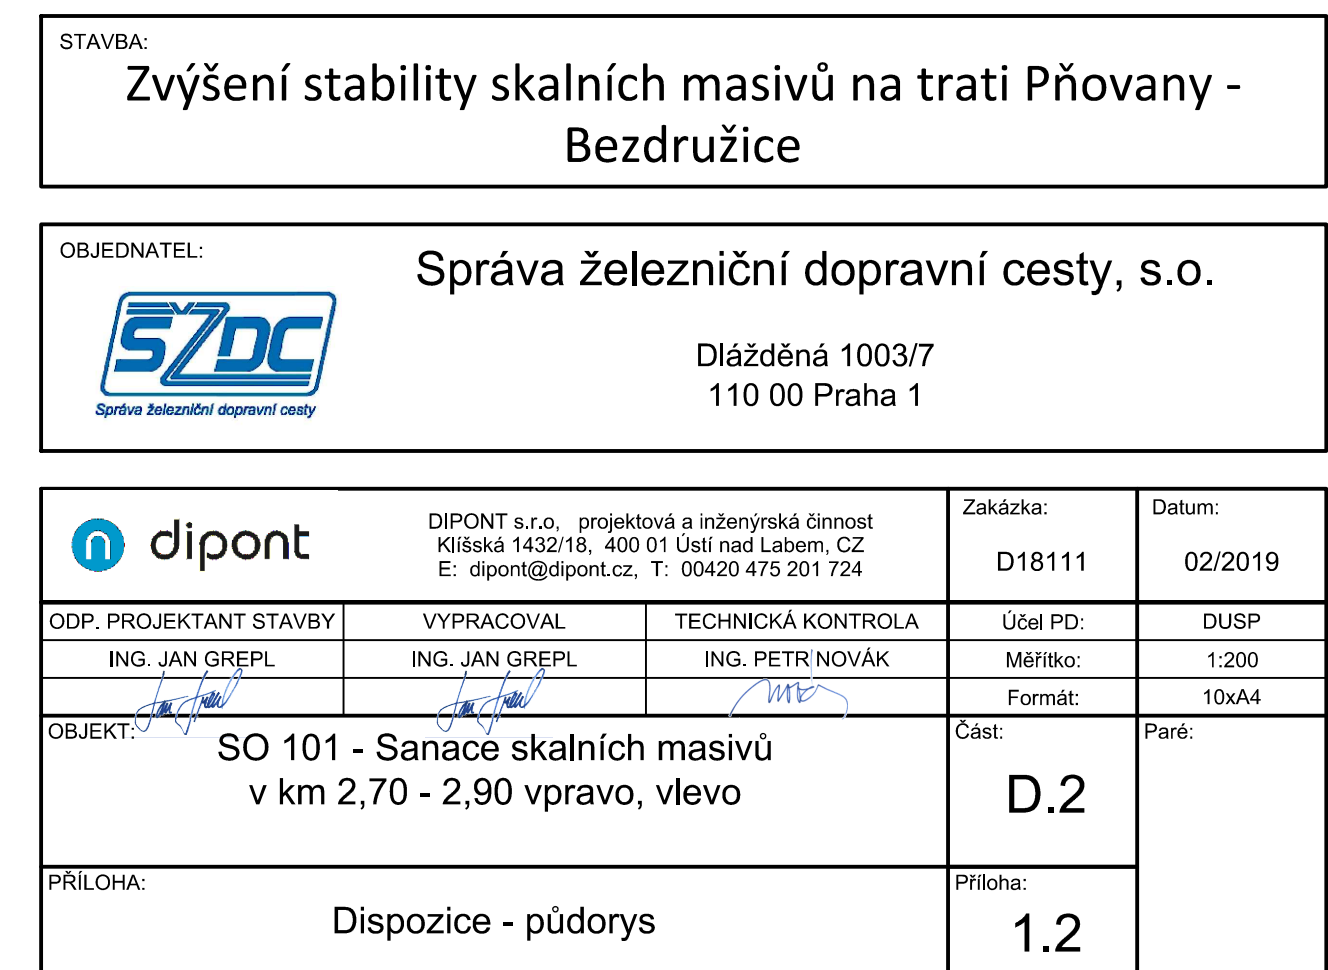 STAVBA:
Zvýšení stability skalních masivů na trati Pňovany -
Bezdružice
OBJEDNATEL:
Správa železniční dopravní cesty, s.o.
SŽDC
Správa železniční dopravní cesty
Dlážděná 1003/7
110 00 Praha 1
dipont
DIPONT s.r.o, projektová a inženýrská činnost
Klíšská 1432/18, 400 01 Ústí nad Labem, CZ
E: dipont@dipont.cz, T: 00420 475 201 724
Zakázka:
D18111
Datum:
02/2019
ODP. PROJEKTANT STAVBY VYPRACOVAL TECHNICKÁ KONTROLA Účel PD: DUSP
ING. JAN GREPL ING. JAN GREPL ING. PETR NOVÁK Měřítko: 1:200
Formát: 10xA4
OBJEKT:
SO 101 - Sanace skalních masivů
v km 2,70 - 2,90 vpravo, vlevo
Část:
D.2
Paré:
PŘÍLOHA:
Dispozice - půdorys
Příloha:
1.2